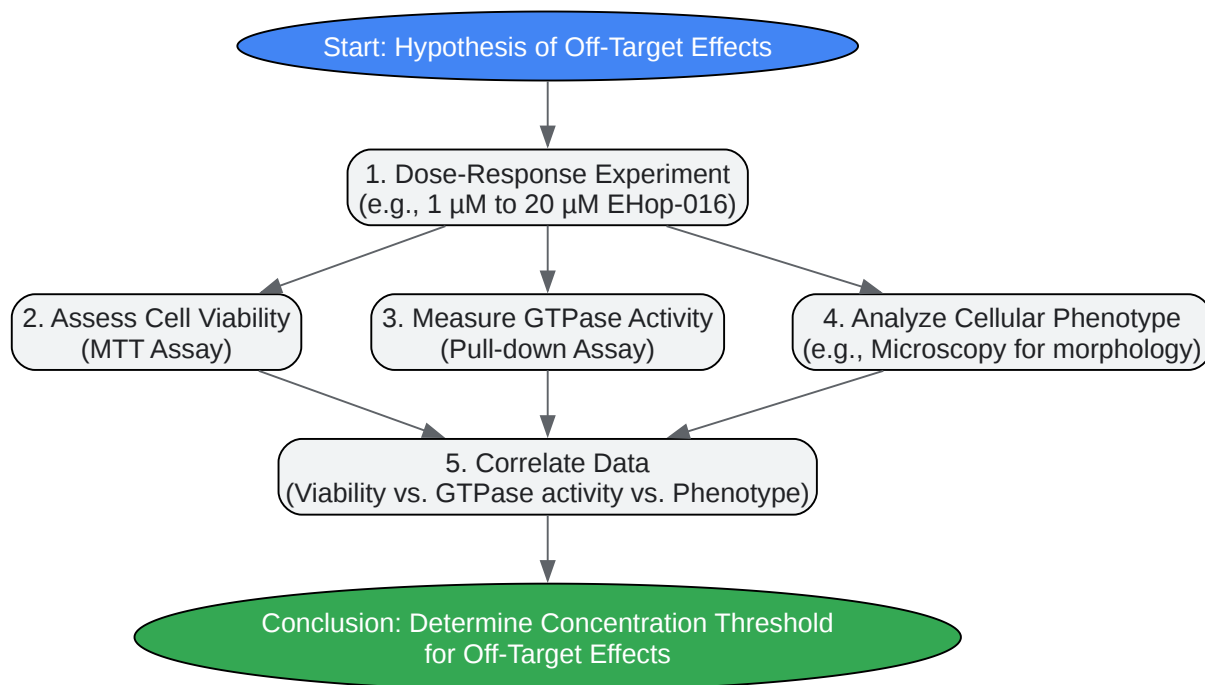 Start: Hypothesis of Off-Target Effects
1. Dose-Response Experiment
(e.g., 1 µM to 20 µM EHop-016)
2. Assess Cell Viability
(MTT Assay)
3. Measure GTPase Activity
(Pull-down Assay)
4. Analyze Cellular Phenotype
(e.g., Microscopy for morphology)
5. Correlate Data
(Viability vs. GTPase activity vs. Phenotype)
Conclusion: Determine Concentration Threshold
for Off-Target Effects